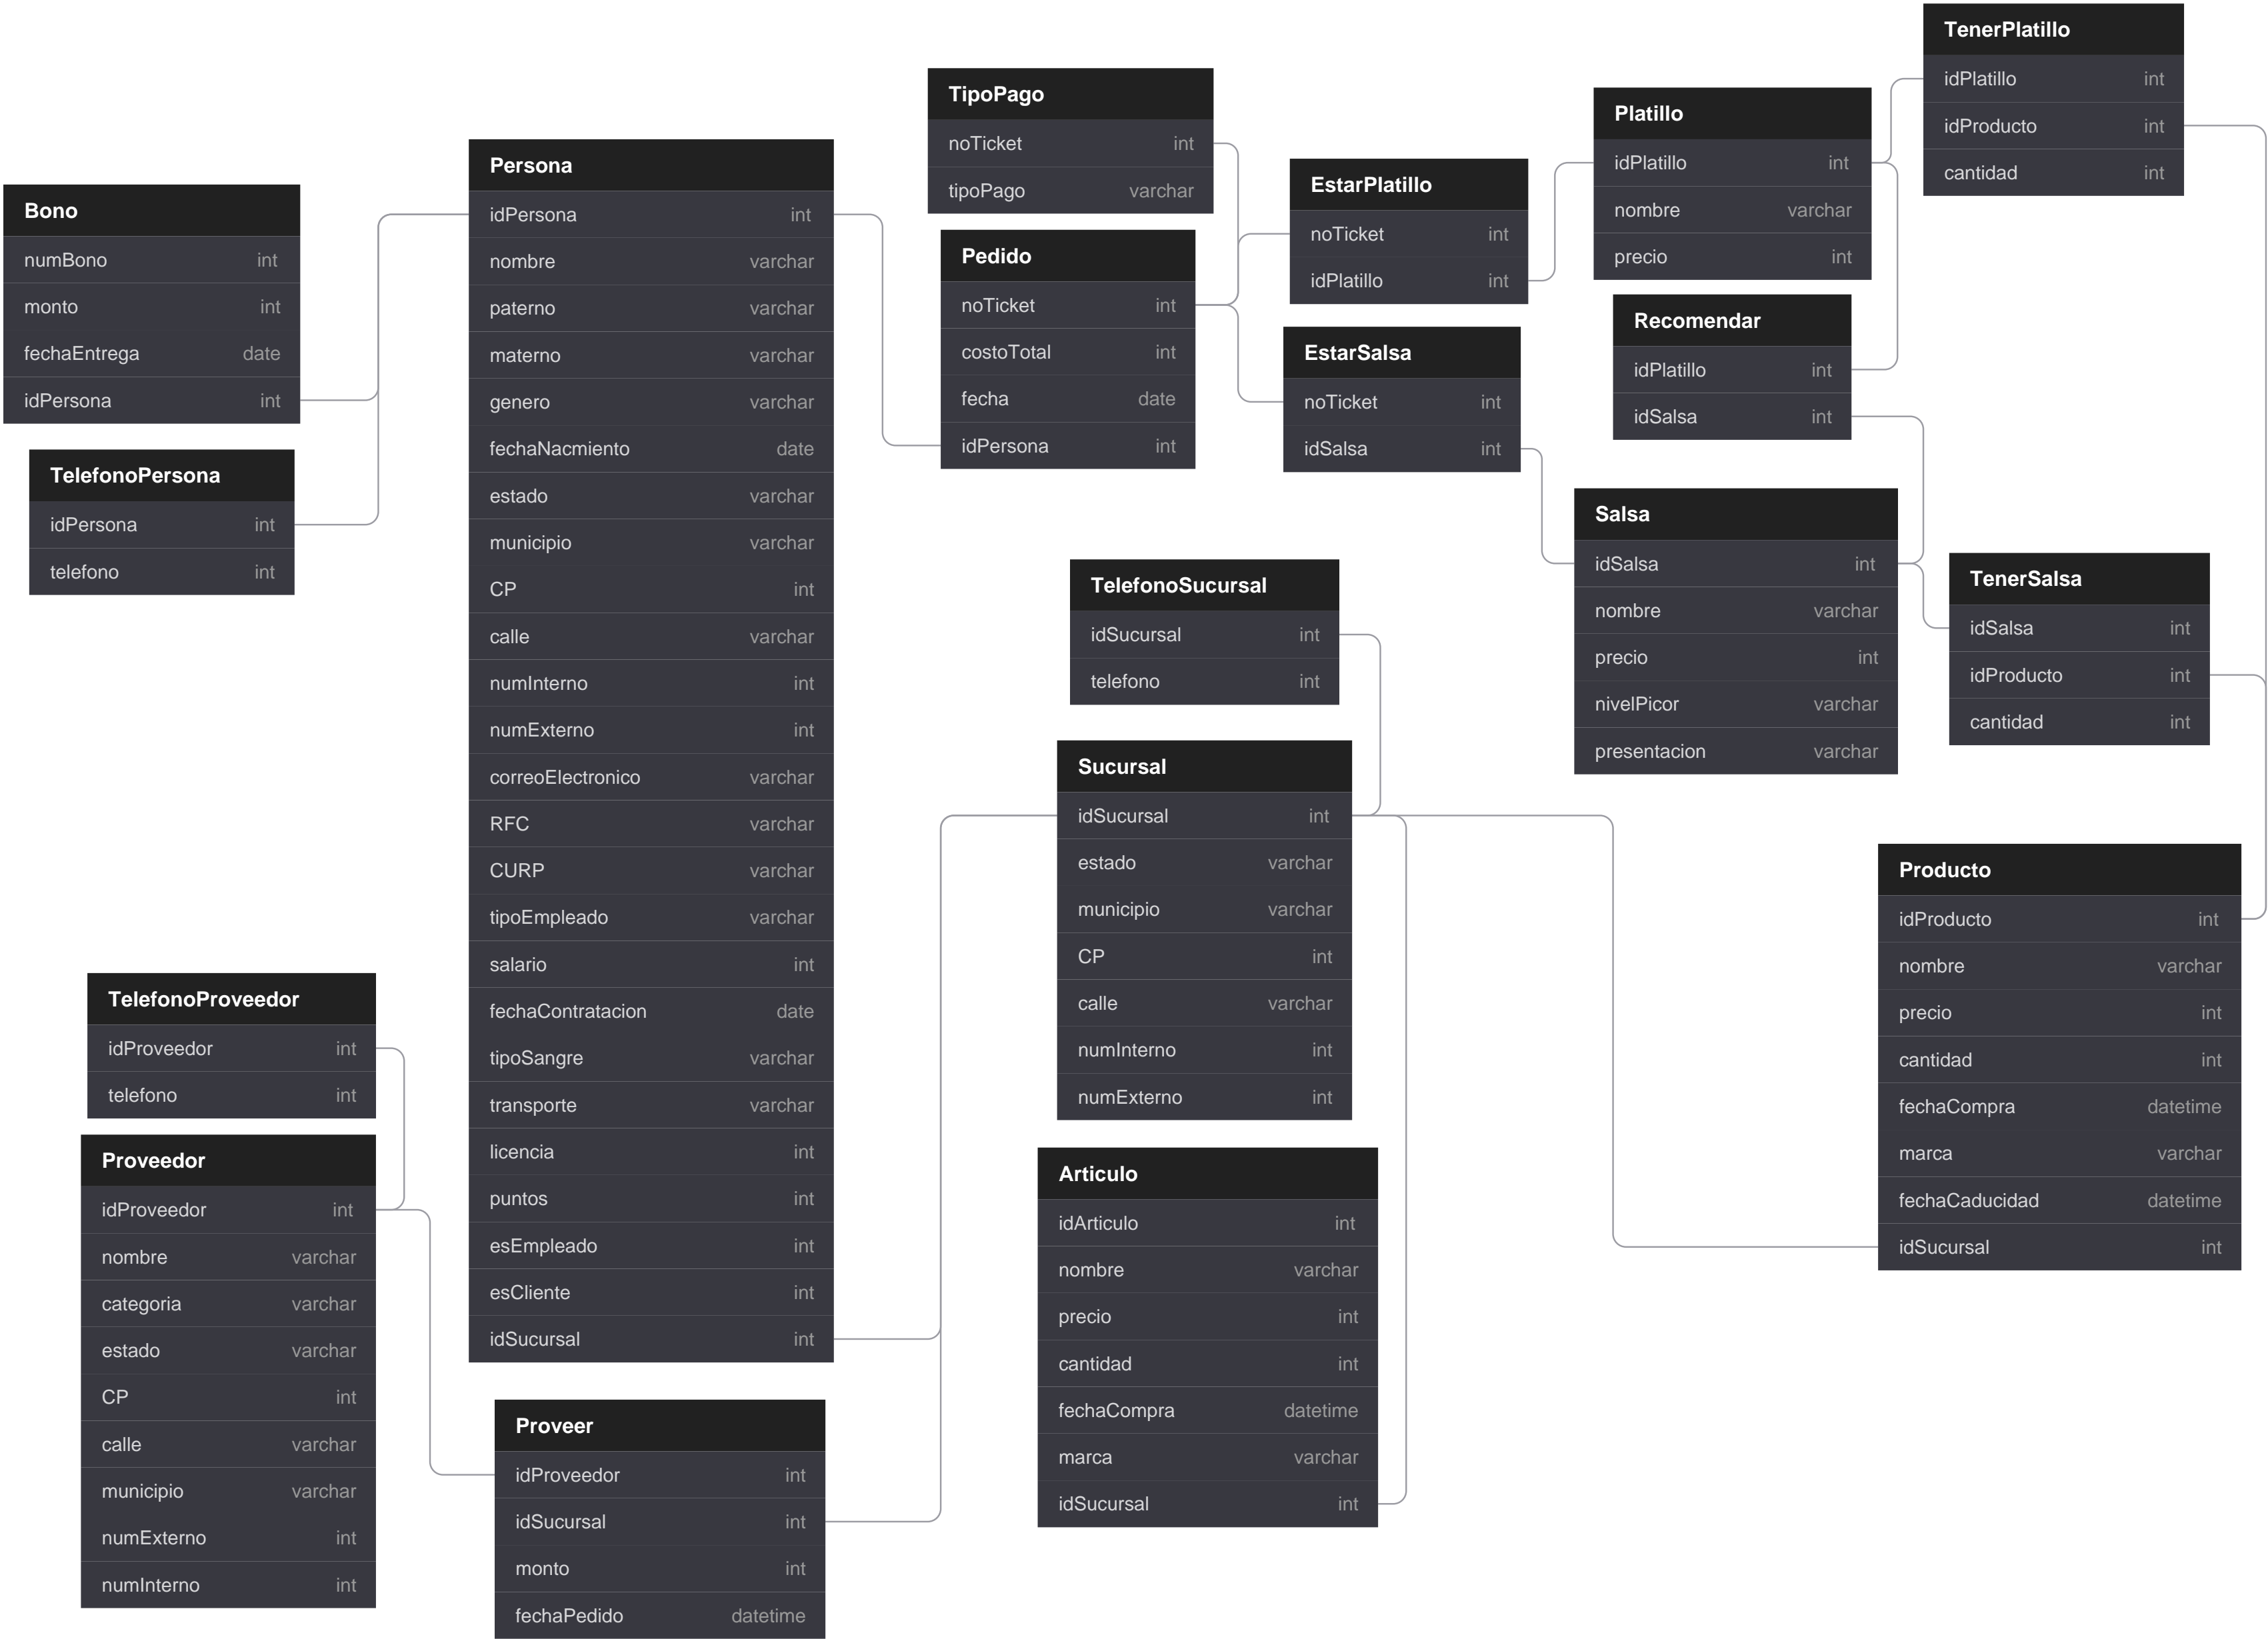 TenerPlatillo
idPlatillo int
idProducto int
cantidad int
TipoPago
noTicket int
tipoPago varchar
Platillo
idPlatillo int
nombre varchar
precio int
Persona
idPersona int
nombre varchar
paterno varchar
materno varchar
genero varchar
fechaNacmiento date
estado varchar
municipio varchar
CP int
calle varchar
numInterno int
numExterno int
correoElectronico varchar
RFC varchar
CURP varchar
tipoEmpleado varchar
salario int
fechaContratacion date
tipoSangre varchar
transporte varchar
licencia int
puntos int
esEmpleado int
esCliente int
idSucursal int
EstarPlatillo
noTicket int
idPlatillo int
Bono
numBono int
monto int
fechaEntrega date
idPersona int
Pedido
noTicket int
costoTotal int
fecha date
idPersona int
Recomendar
idPlatillo int
idSalsa int
EstarSalsa
noTicket int
idSalsa int
TelefonoPersona
idPersona int
telefono int
Salsa
idSalsa int
nombre varchar
precio int
nivelPicor varchar
presentacion varchar
TenerSalsa
idSalsa int
idProducto int
cantidad int
TelefonoSucursal
idSucursal int
telefono int
Sucursal
idSucursal int
estado varchar
municipio varchar
CP int
calle varchar
numInterno int
numExterno int
Producto
idProducto int
nombre varchar
precio int
cantidad int
fechaCompra datetime
marca varchar
fechaCaducidad datetime
idSucursal int
TelefonoProveedor
idProveedor int
telefono int
Proveedor
idProveedor int
nombre varchar
categoria varchar
estado varchar
CP int
calle varchar
municipio varchar
numExterno int
numInterno int
Articulo
idArticulo int
nombre varchar
precio int
cantidad int
fechaCompra datetime
marca varchar
idSucursal int
Proveer
idProveedor int
idSucursal int
monto int
fechaPedido datetime